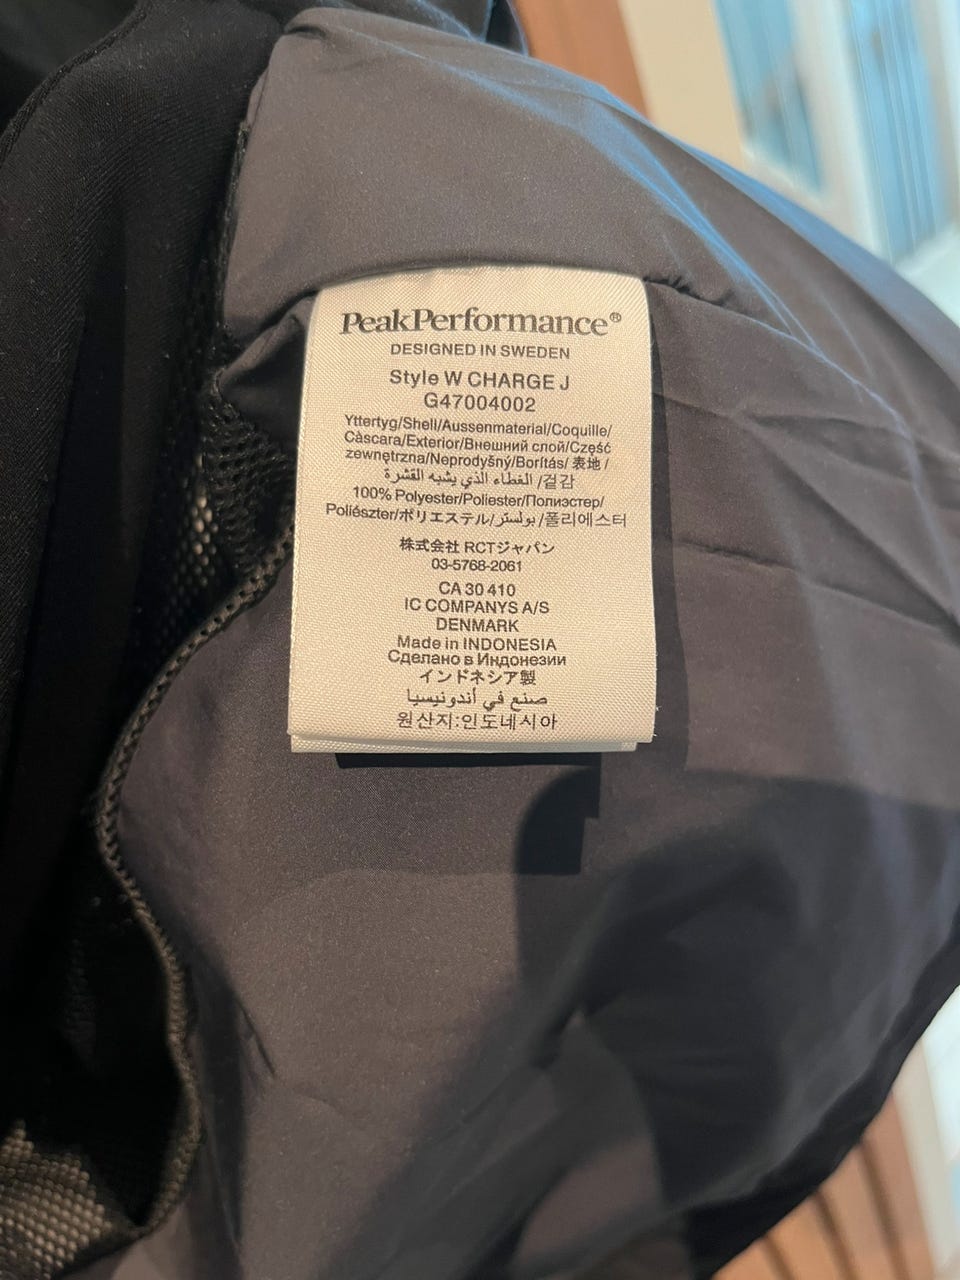 PeakPerformance®
DESIGNED IN SWEDEN
Style W CHARGE J
G47004002
Yttertyg/Shell/Aussenmaterial/Coquille/
Càscara/Exterior/Внешний слой/Część
zewnętrzna/Neprodyšný/Borítás/ 表地 /
الغطاء الذي يشبه القشرة /겉감
100% Polyester/Poliester/Полиэстер/
Poliészter/ポリエステル/بولستر /폴리에스터
株式会社 RCTジャパン
03-5768-2061
CA 30 410
IC COMPANYS A/S
DENMARK
Made in INDONESIA
Сделано в Индонезии
インドネシア製
صنع في أندونيسيا
원산지:인도네시아